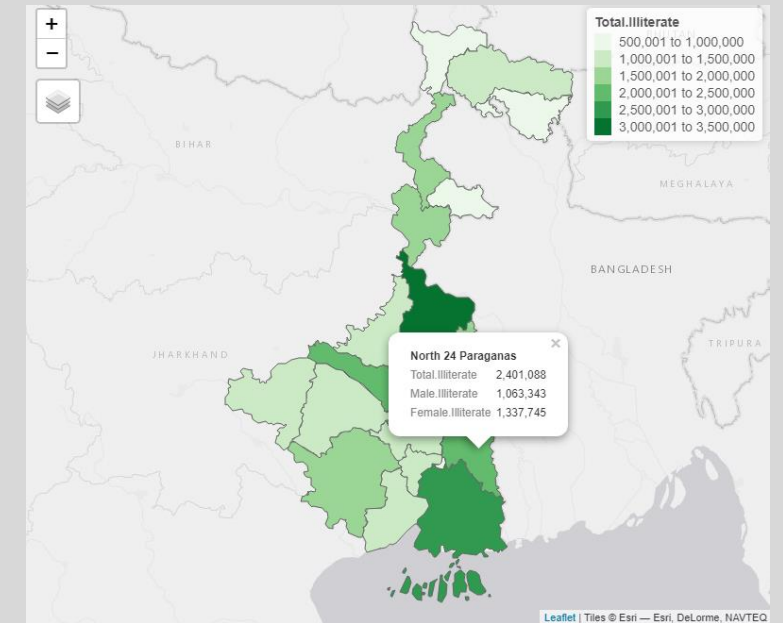 +
−
Total.Illiterate
500,001 to 1,000,000
1,000,001 to 1,500,000
1,500,001 to 2,000,000
2,000,001 to 2,500,000
2,500,001 to 3,000,000
3,000,001 to 3,500,000
BIHAR
MEGHALAYA
BANGLADESH
JHARKHAND
TRIPURA
×
North 24 Paraganas
Total.Illiterate 2,401,088
Male.Illiterate 1,063,343
Female.Illiterate 1,337,745
Leaflet | Tiles © Esri — Esri, DeLorme, NAVTEQ